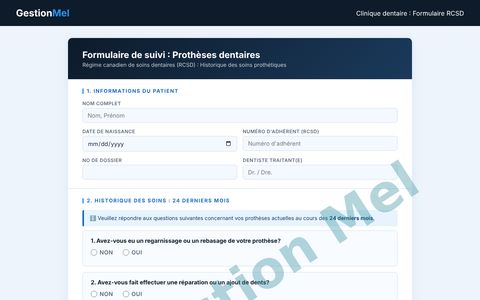 GestionMel
Clinique dentaire : Formulaire RCSD
Formulaire de suivi : Prothèses dentaires
Régime canadien de soins dentaires (RCSD) : Historique des soins prothétiques
1. INFORMATIONS DU PATIENT
NOM COMPLET
Nom, Prénom
DATE DE NAISSANCE
NUMÉRO D'ADHÉRENT (RCSD)
mm/dd/yyyy
Numéro d'adhérent
NO DE DOSSIER
DENTISTE TRAITANT(E)
Dr. / Dre.
2. HISTORIQUE DES SOINS : 24 DERNIERS MOIS
ℹ️ Veuillez répondre aux questions suivantes concernant vos prothèses actuelles au cours des 24 derniers mois.
1. Avez-vous eu un regarnissage ou un rebasage de votre prothèse?
NON
OUI
2. Avez-vous fait effectuer une réparation ou un ajout de dents?
NON
OUI
stion Mel